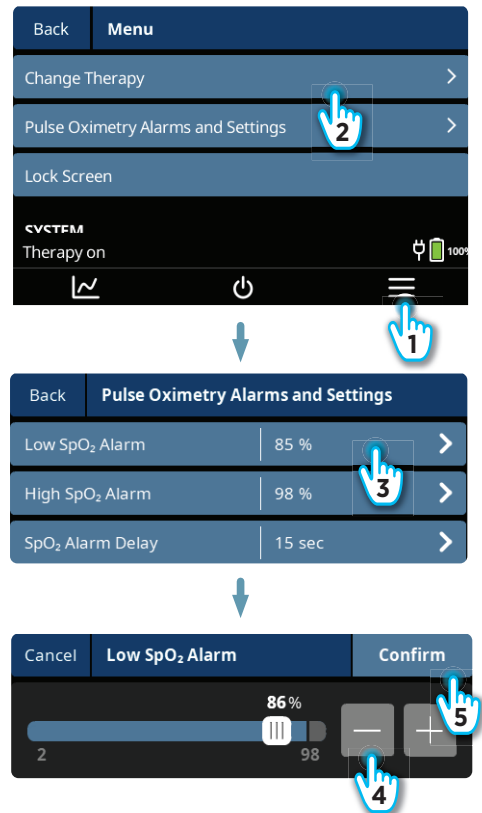 Back Menu
Change Therapy
Pulse Oximetry Alarms and Settings
2
Lock Screen
SYSTEM
Therapy on 100%
1
Back Pulse Oximetry Alarms and Settings
Low SpO₂ Alarm 85 %
3
High SpO₂ Alarm 98 %
SpO₂ Alarm Delay 15 sec
Cancel Low SpO₂ Alarm Confirm
86%
5
2 98
4